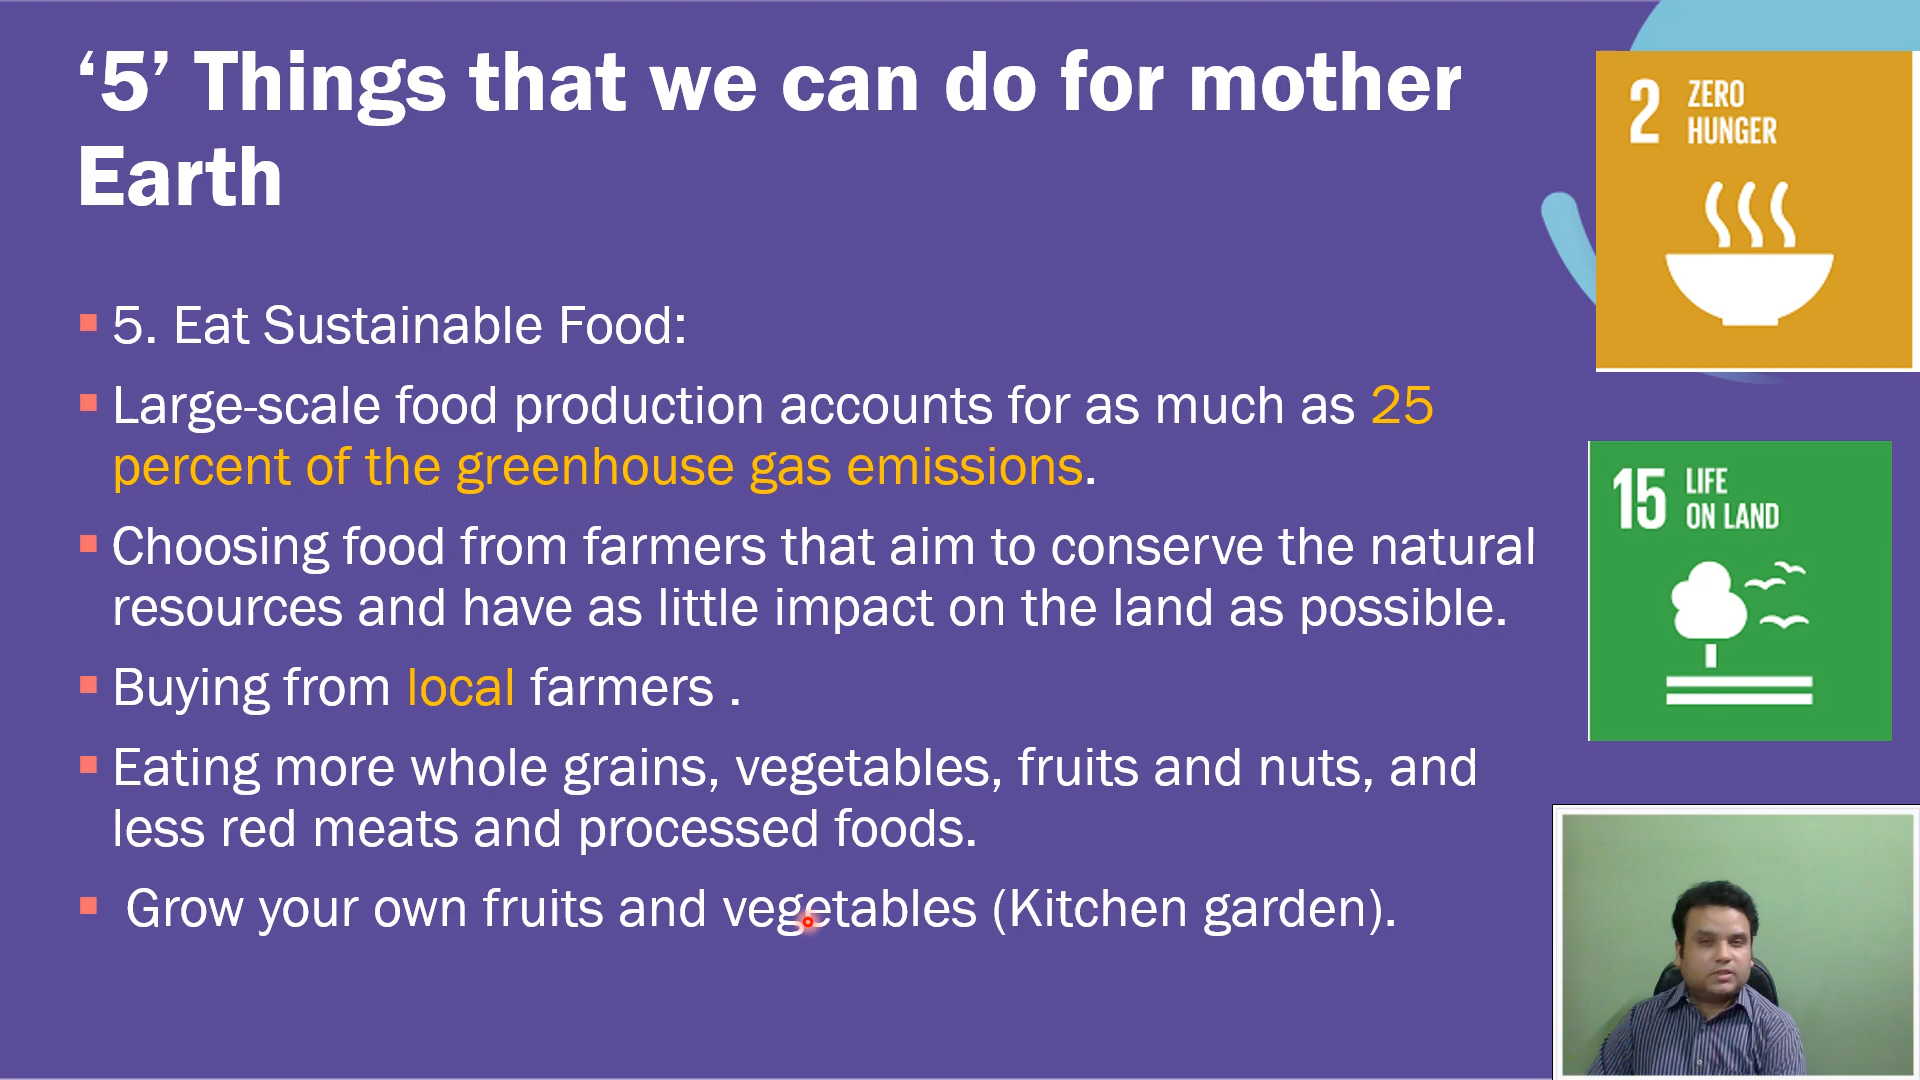 ‘5’ Things that we can do for mother
Earth
5. Eat Sustainable Food:
Large-scale food production accounts for as much as 25
percent of the greenhouse gas emissions.
Choosing food from farmers that aim to conserve the natural
resources and have as little impact on the land as possible.
Buying from local farmers .
Eating more whole grains, vegetables, fruits and nuts, and
less red meats and processed foods.
Grow your own fruits and vegetables (Kitchen garden).
2 ZERO
HUNGER
15 LIFE
ON LAND